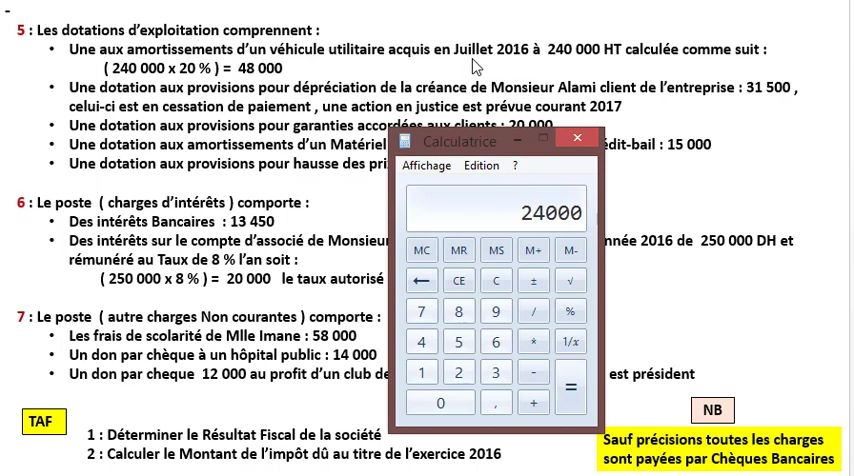 -
5 : Les dotations d'exploitation comprennent :
• Une aux amortissements d'un véhicule utilitaire acquis en Juillet 2016 à 240 000 HT calculée comme suit :
( 240 000 x 20 % ) = 48 000
• Une dotation aux provisions pour dépréciation de la créance de Monsieur Alami client de l'entreprise : 31 500 ,
celui-ci est en cessation de paiement , une action en justice est prévue courant 2017
• Une dotation aux provisions pour garanties accordées aux clients : 20 000
• Une dotation aux amortissements d'un Matériel édit-bail : 15 000
• Une dotation aux provisions pour hausse des prix
6 : Le poste ( charges d'intérêts ) comporte :
• Des intérêts Bancaires : 13 450
• Des intérêts sur le compte d'associé de Monsieur nnée 2016 de 250 000 DH et
rémunéré au Taux de 8 % l'an soit :
( 250 000 x 8 % ) = 20 000 le taux autorisé
7 : Le poste ( autre charges Non courantes ) comporte :
• Les frais de scolarité de Mlle Imane : 58 000
• Un don par chèque à un hôpital public : 14 000
• Un don par cheque 12 000 au profit d'un club de est président
TAF
1 : Déterminer le Résultat Fiscal de la société
2 : Calculer le Montant de l'impôt dû au titre de l'exercice 2016
NB
Sauf précisions toutes les charges
sont payées par Chèques Bancaires
Calculatrice
Affichage Edition ?
24000
MC MR MS M+ M-
← CE C ± √
7 8 9 / %
4 5 6 * 1/x
1 2 3 - =
0 , +